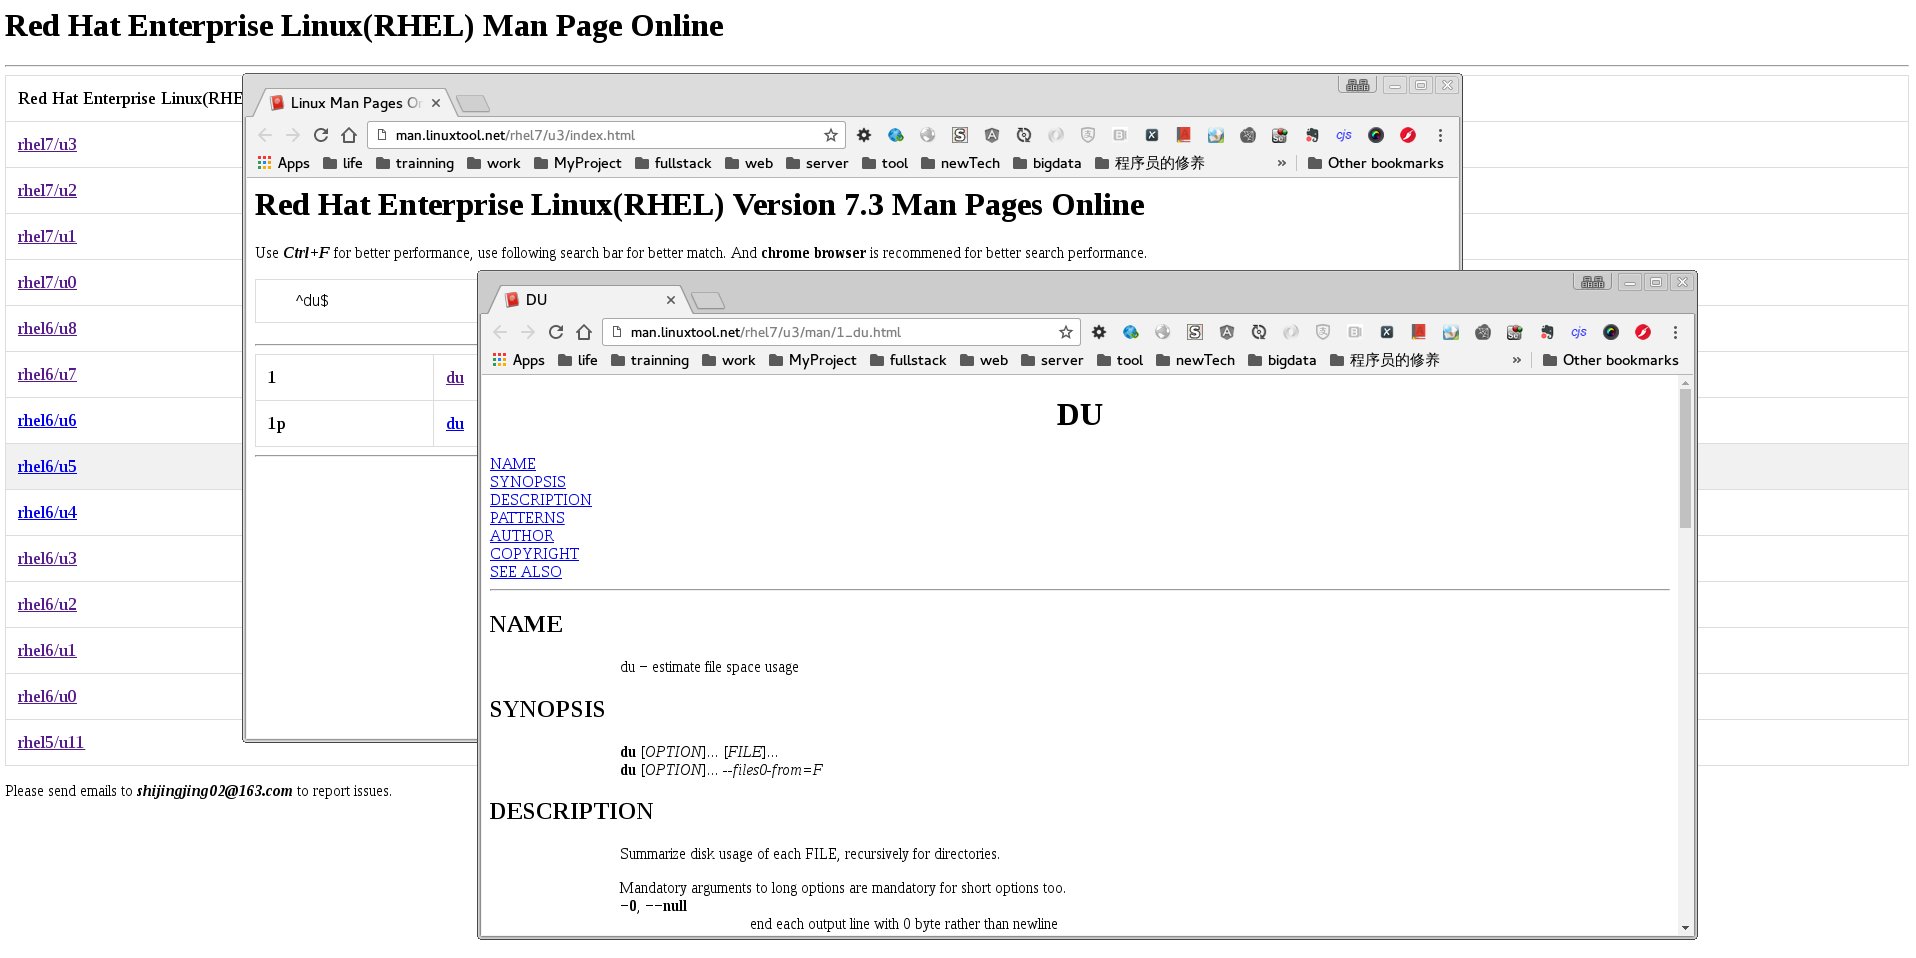 Red Hat Enterprise Linux(RHEL) Man Page Online
Red Hat Enterprise Linux(RHE
rhel7/u3
rhel7/u2
rhel7/u1
rhel7/u0
rhel6/u8
rhel6/u7
rhel6/u6
rhel6/u5
rhel6/u4
rhel6/u3
rhel6/u2
rhel6/u1
rhel6/u0
rhel5/u11
Please send emails to shijingjing02@163.com to report issues.
Linux Man Pages O
man.linuxtool.net/rhel7/u3/index.html
cjs
Apps life trainning work MyProject fullstack web server tool newTech bigdata 程序员的修养 » Other bookmarks
Red Hat Enterprise Linux(RHEL) Version 7.3 Man Pages Online
Use Ctrl+F for better performance, use following search bar for better match. And chrome browser is recommened for better search performance.
^du$
1 du
1p du
DU
man.linuxtool.net/rhel7/u3/man/1_du.html
cjs
Apps life trainning work MyProject fullstack web server tool newTech bigdata 程序员的修养 » Other bookmarks
DU
NAME
SYNOPSIS
DESCRIPTION
PATTERNS
AUTHOR
COPYRIGHT
SEE ALSO
NAME
du − estimate file space usage
SYNOPSIS
du [OPTION]... [FILE]...
du [OPTION]... --files0-from=F
DESCRIPTION
Summarize disk usage of each FILE, recursively for directories.
Mandatory arguments to long options are mandatory for short options too.
−0, −−null
end each output line with 0 byte rather than newline